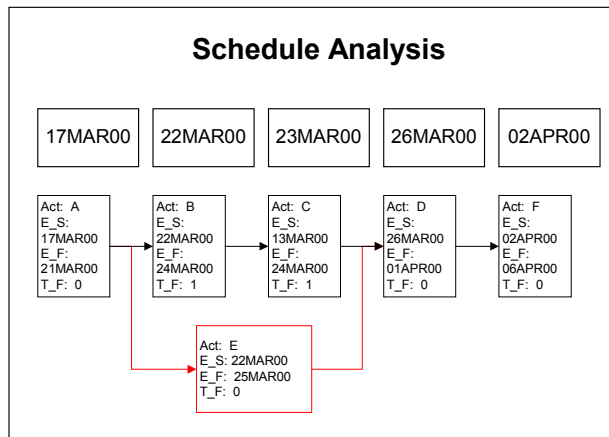 Schedule Analysis
17MAR00
22MAR00
23MAR00
26MAR00
02APR00
Act: A
E_S:
17MAR00
E_F:
21MAR00
T_F: 0
Act: B
E_S:
22MAR00
E_F:
24MAR00
T_F: 1
Act: C
E_S:
13MAR00
E_F:
24MAR00
T_F: 1
Act: D
E_S:
26MAR00
E_F:
01APR00
T_F: 0
Act: F
E_S:
02APR00
E_F:
06APR00
T_F: 0
Act: E
E_S: 22MAR00
E_F: 25MAR00
T_F: 0